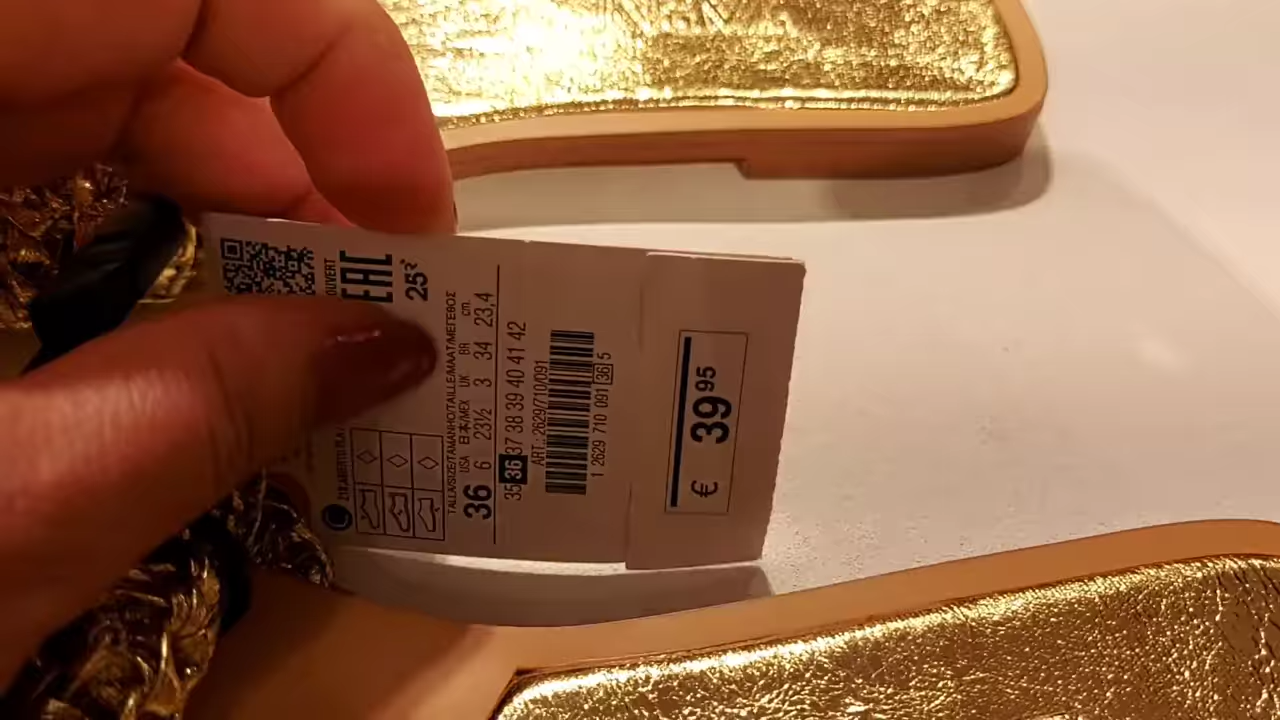 OUVERT
EAC
25
TALLA/SIZE/TAMANHO/TAILLE/MAAT/ΜΕΓΕΘΟΣ
USA 日本/MEX UK BR cm.
36 6 23½ 3 34 23,4
35 36 37 38 39 40 41 42
ART.: 2629/710/091
1 2629 710 091 36 5
€ 39 95